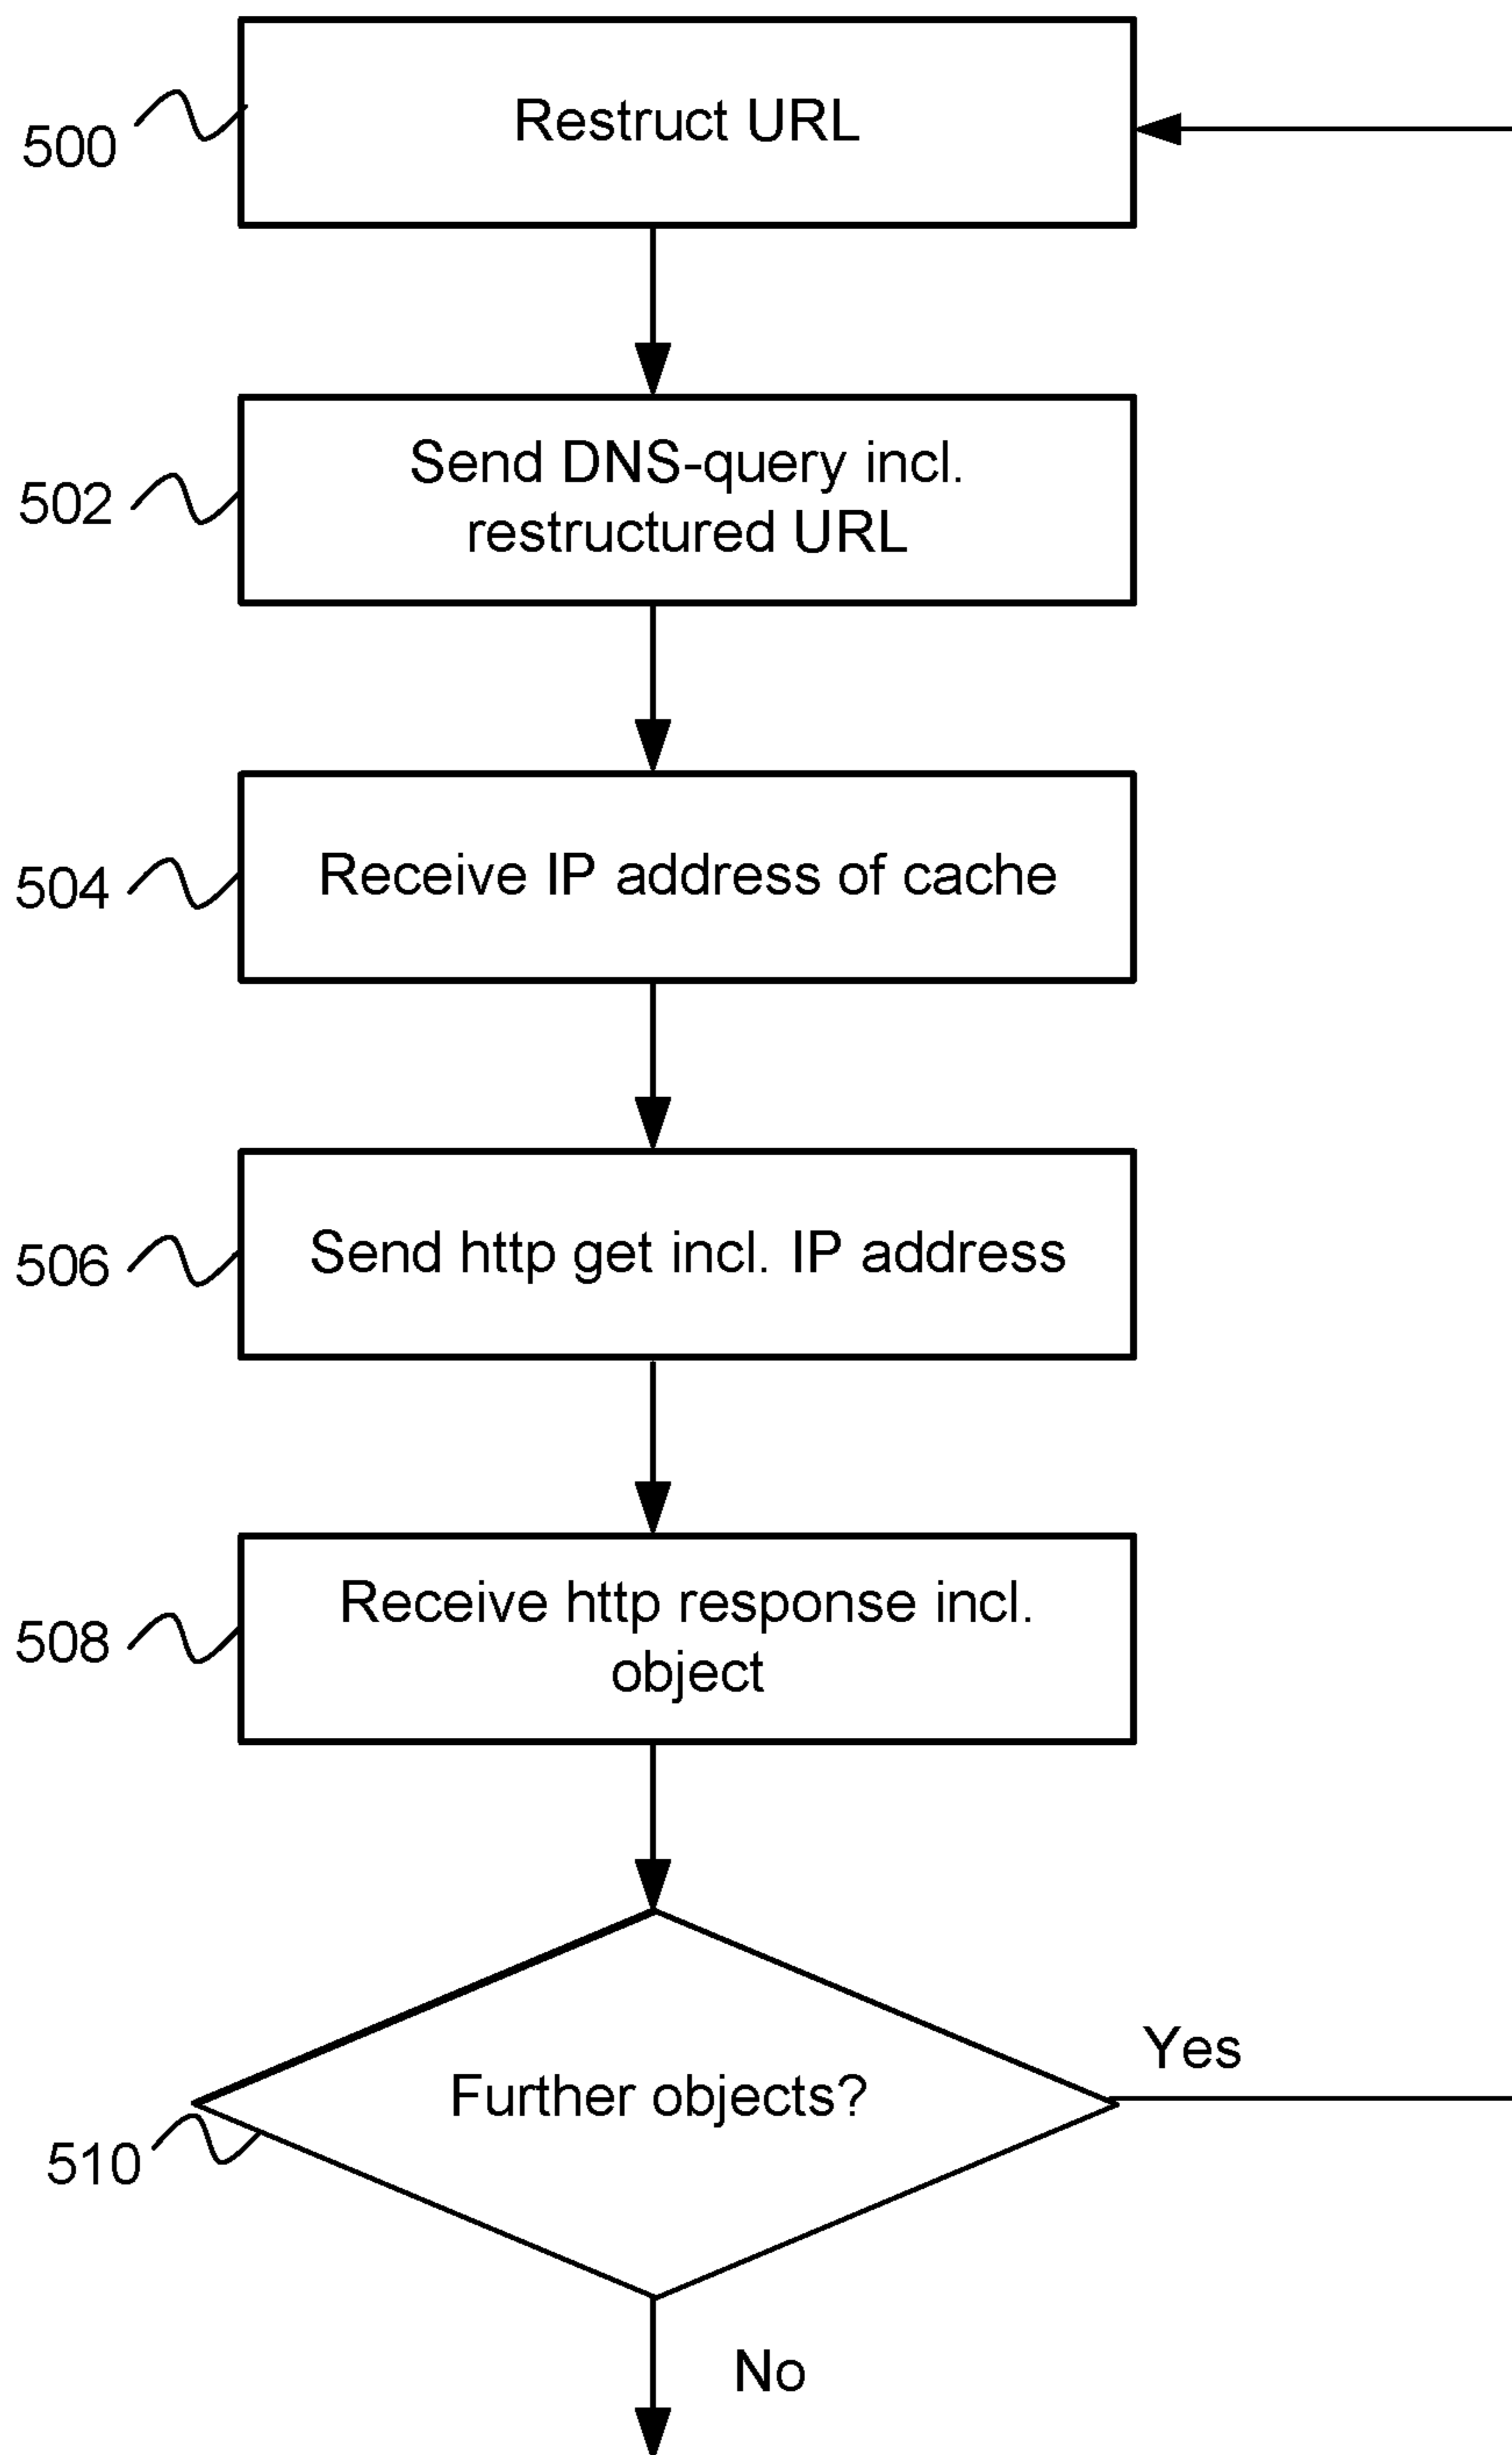 500
Restruct URL
502
Send DNS-query incl.
restructured URL
504
Receive IP address of cache
506
Send http get incl. IP address
508
Receive http response incl.
object
Yes
Further objects?
510
No